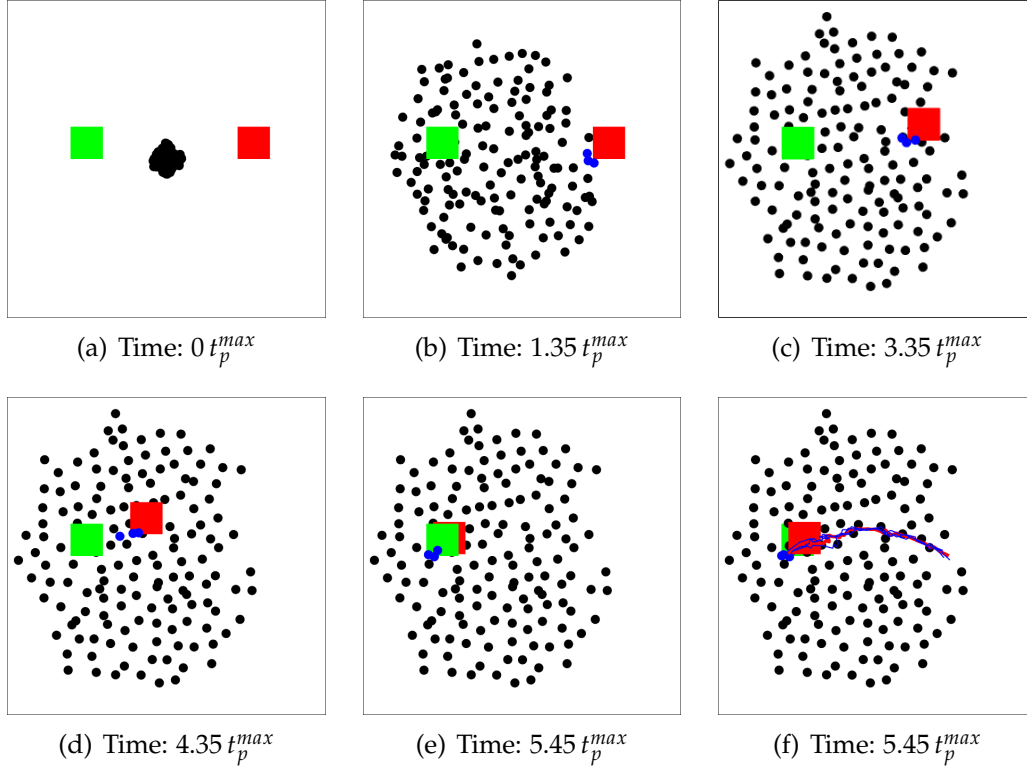 (a) Time: 0 t_p^{max}
(b) Time: 1.35 t_p^{max}
(c) Time: 3.35 t_p^{max}
(d) Time: 4.35 t_p^{max}
(e) Time: 5.45 t_p^{max}
(f) Time: 5.45 t_p^{max}